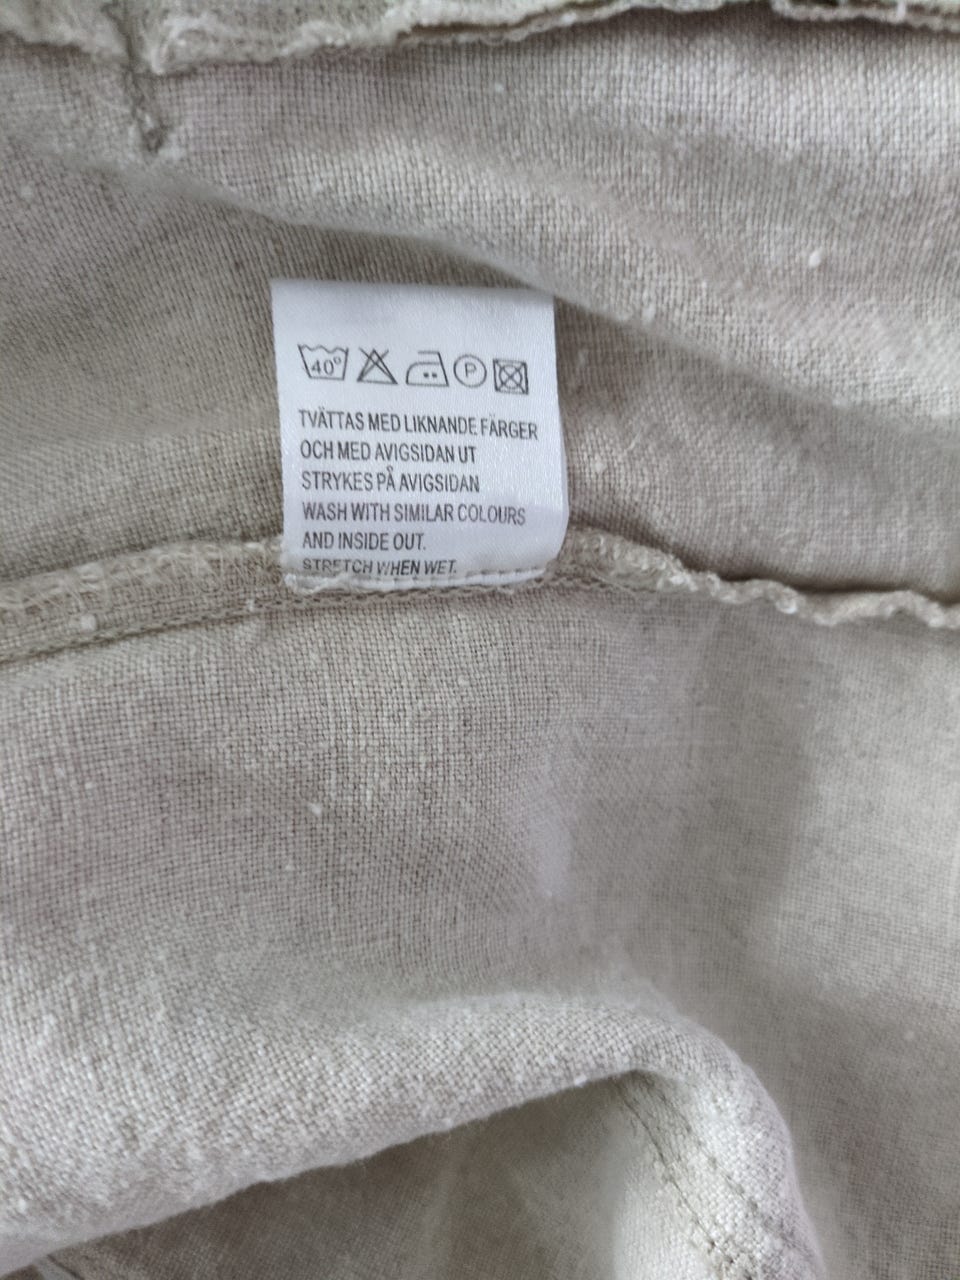 40°
P
TVÄTTAS MED LIKNANDE FÄRGER
OCH MED AVIGSIDAN UT
STRYKES PÅ AVIGSIDAN
WASH WITH SIMILAR COLOURS
AND INSIDE OUT.
STRETCH WHEN WET.